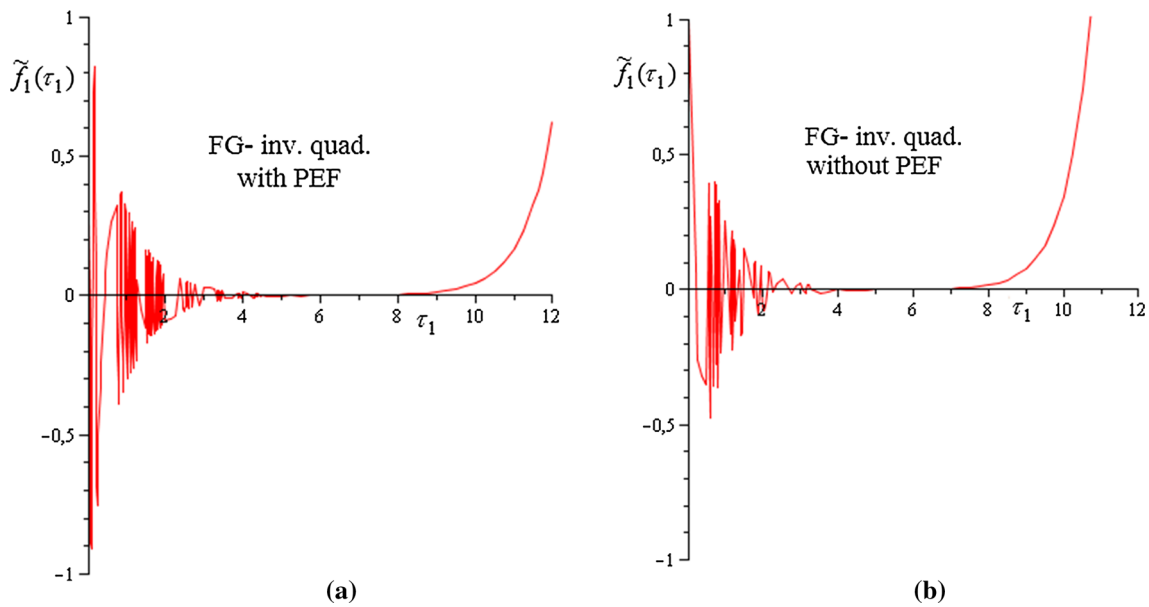 1
f̃₁(τ₁)
FG- inv. quad.
with PEF
0,5
0
2
4
τ₁
6
8
10
12
−0,5
−1
(a)
1
f̃₁(τ₁)
FG- inv. quad.
without PEF
0,5
0
2
4
6
8
τ₁
10
12
−0,5
−1
(b)